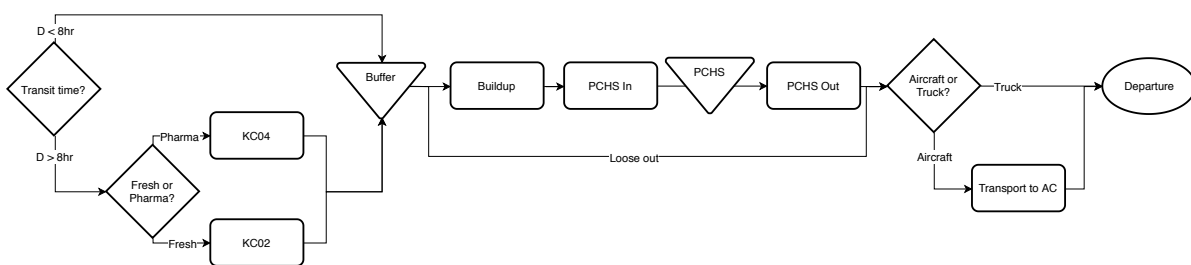 D < 8hr
Transit time?
D > 8hr
Fresh or
Pharma?
Pharma
KC04
Fresh
KC02
Buffer
Buildup
PCHS In
PCHS
PCHS Out
Loose out
Aircraft or
Truck?
Truck
Aircraft
Transport to AC
Departure